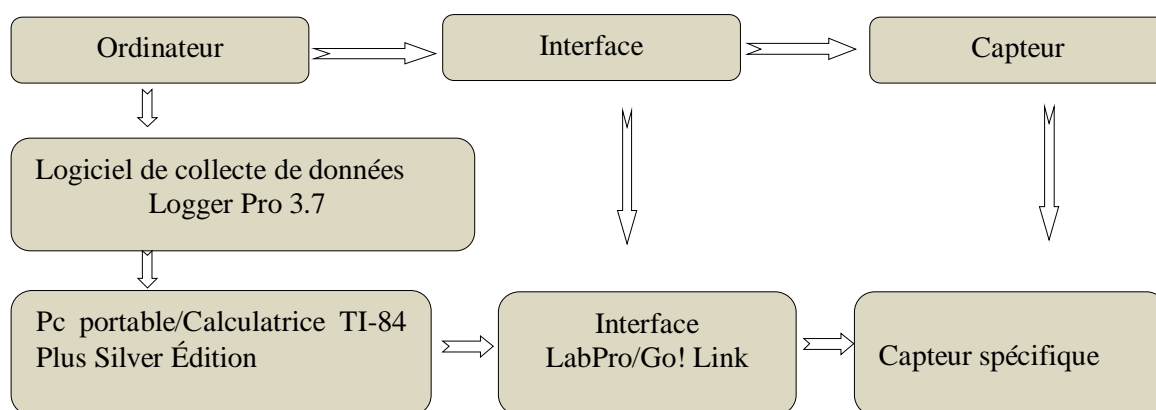 Ordinateur
Interface
Capteur
Logiciel de collecte de données
Logger Pro 3.7
Pc portable/Calculatrice TI-84
Plus Silver Édition
Interface
LabPro/Go! Link
Capteur spécifique